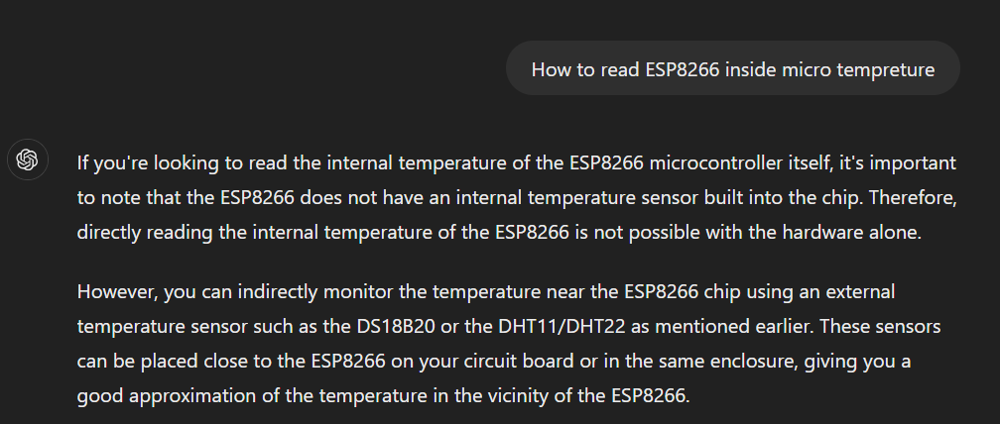 How to read ESP8266 inside micro tempreture
If you're looking to read the internal temperature of the ESP8266 microcontroller itself, it's important
to note that the ESP8266 does not have an internal temperature sensor built into the chip. Therefore,
directly reading the internal temperature of the ESP8266 is not possible with the hardware alone.
However, you can indirectly monitor the temperature near the ESP8266 chip using an external
temperature sensor such as the DS18B20 or the DHT11/DHT22 as mentioned earlier. These sensors
can be placed close to the ESP8266 on your circuit board or in the same enclosure, giving you a
good approximation of the temperature in the vicinity of the ESP8266.